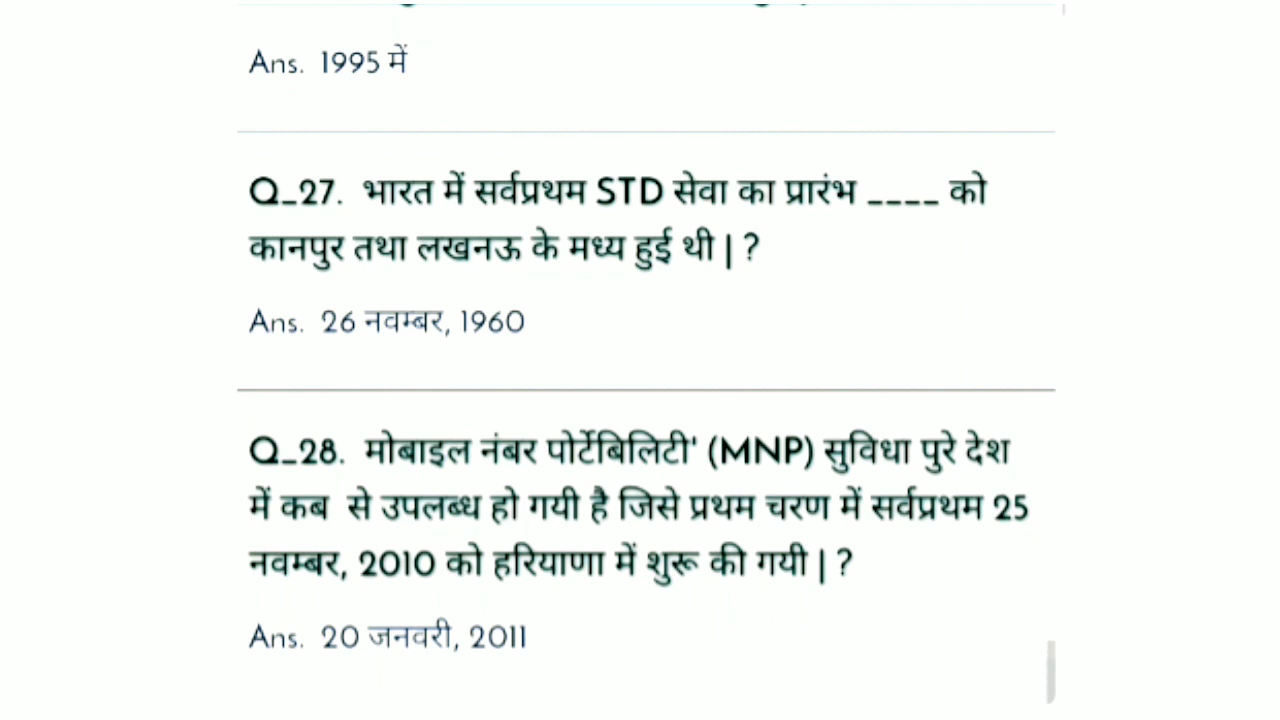 Ans. 1995 में
Q_27. भारत में सर्वप्रथम STD सेवा का प्रारंभ ____ को
कानपुर तथा लखनऊ के मध्य हुई थी | ?
Ans. 26 नवम्बर, 1960
Q_28. मोबाइल नंबर पोर्टेबिलिटी' (MNP) सुविधा पुरे देश
में कब से उपलब्ध हो गयी है जिसे प्रथम चरण में सर्वप्रथम 25
नवम्बर, 2010 को हरियाणा में शुरू की गयी | ?
Ans. 20 जनवरी, 2011